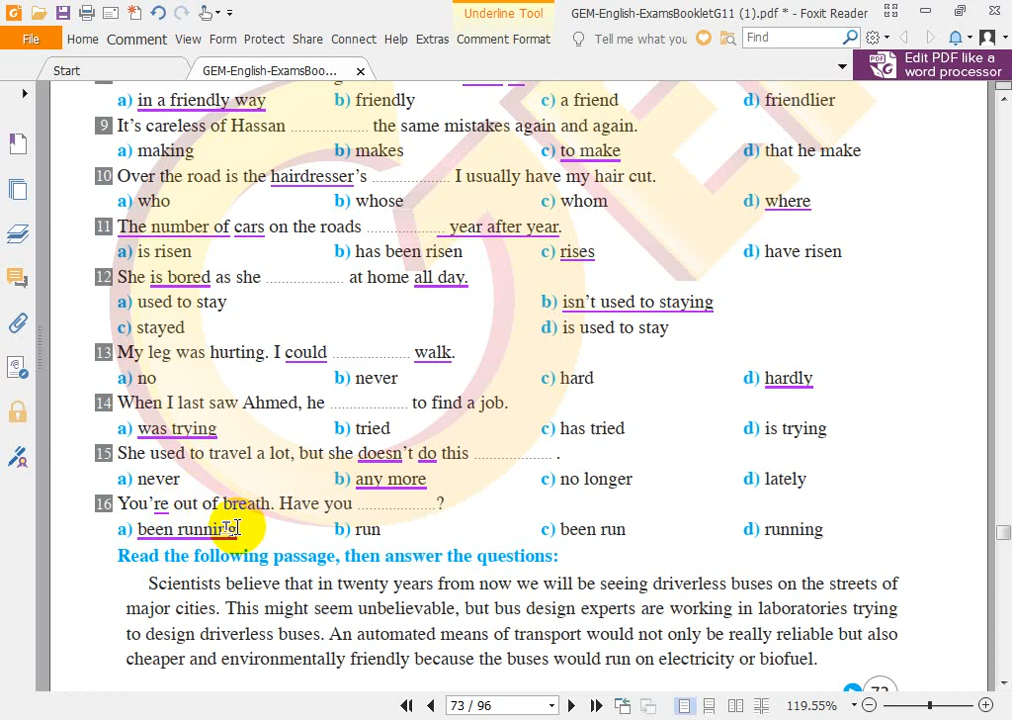 GEM-English-ExamsBookletG11 (1).pdf * - Foxit Reader
Underline Tool
File Home Comment View Form Protect Share Connect Help Extras Comment Format Tell me what you Find
Start GEM-English-ExamsBoo... Edit PDF like a word processor
a) in a friendly way b) friendly c) a friend d) friendlier
9 It's careless of Hassan .................... the same mistakes again and again.
a) making b) makes c) to make d) that he make
10 Over the road is the hairdresser's .................... I usually have my hair cut.
a) who b) whose c) whom d) where
11 The number of cars on the roads .................... year after year.
a) is risen b) has been risen c) rises d) have risen
12 She is bored as she .................... at home all day.
a) used to stay b) isn't used to staying
c) stayed d) is used to stay
13 My leg was hurting. I could .................... walk.
a) no b) never c) hard d) hardly
14 When I last saw Ahmed, he .................... to find a job.
a) was trying b) tried c) has tried d) is trying
15 She used to travel a lot, but she doesn't do this .................... .
a) never b) any more c) no longer d) lately
16 You're out of breath. Have you .................... ?
a) been running b) run c) been run d) running
Read the following passage, then answer the questions:
Scientists believe that in twenty years from now we will be seeing driverless buses on the streets of
major cities. This might seem unbelievable, but bus design experts are working in laboratories trying
to design driverless buses. An automated means of transport would not only be really reliable but also
cheaper and environmentally friendly because the buses would run on electricity or biofuel.
73 / 96 119.55%